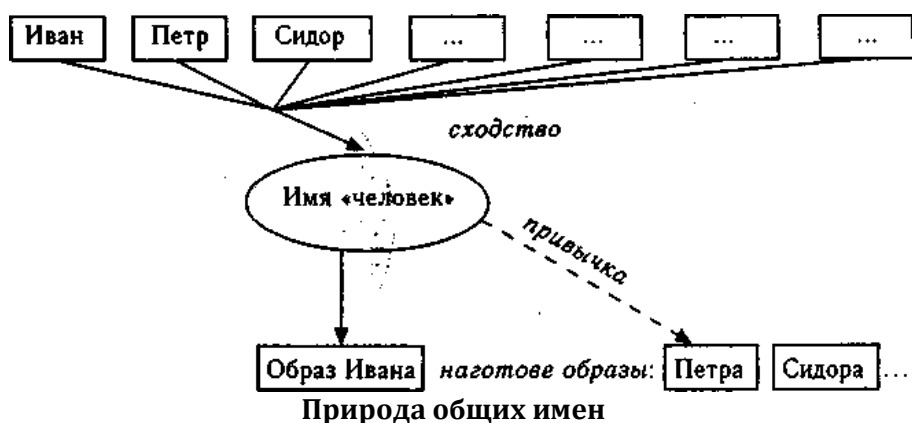 Иван Петр Сидор ... ... ... ...
сходство
Имя «человек»
привычка
Образ Ивана наготове образы: Петра Сидора ...
Природа общих имен